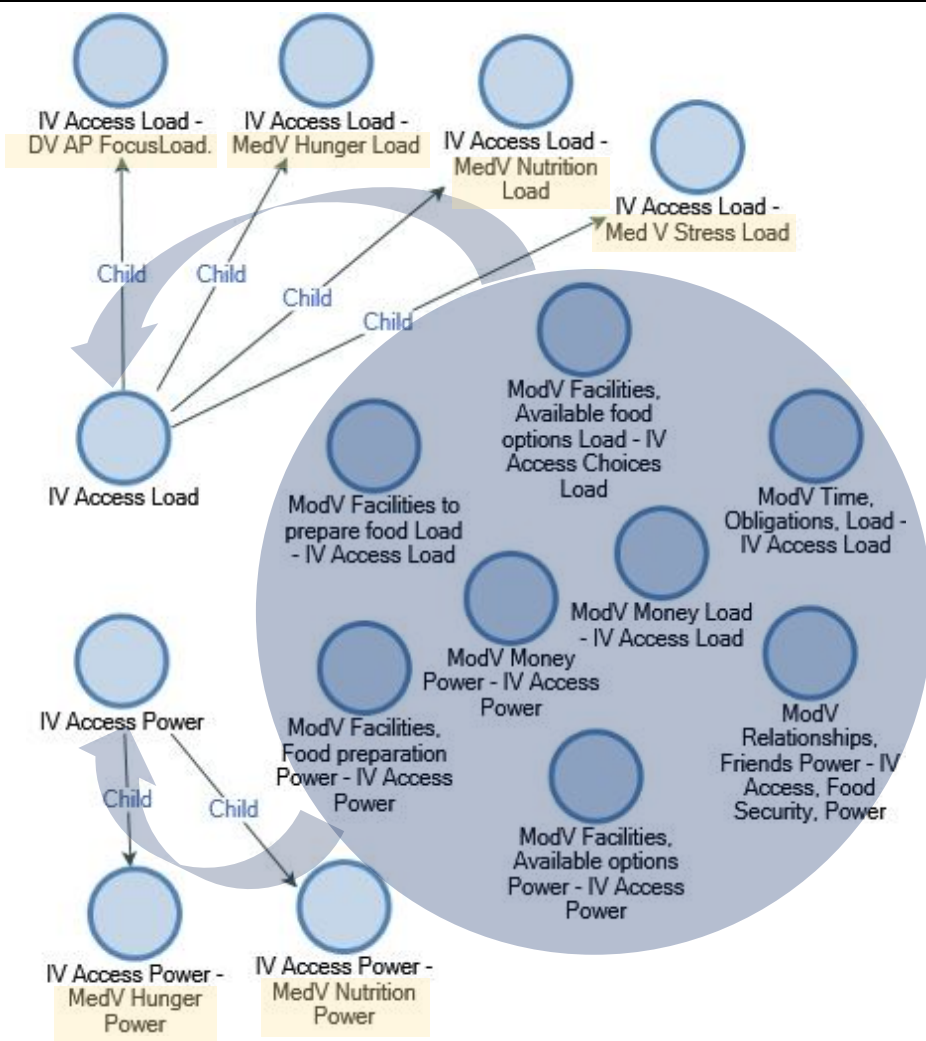 IV Access Load -
DV AP FocusLoad.
IV Access Load -
MedV Hunger Load
IV Access Load -
MedV Nutrition
Load
IV Access Load -
Med V Stress Load
Child
Child
Child
Child
IV Access Load
ModV Facilities,
Available food
options Load - IV
Access Choices
Load
ModV Facilities to
prepare food Load
- IV Access Load
ModV Time,
Obligations, Load -
IV Access Load
ModV Money Load
- IV Access Load
ModV Money
Power - IV Access
Power
IV Access Power
ModV Facilities,
Food preparation
Power - IV Access
Power
ModV
Relationships,
Friends Power - IV
Access, Food
Security, Power
Child
Child
ModV Facilities,
Available options
Power - IV Access
Power
IV Access Power -
MedV Hunger
Power
IV Access Power -
MedV Nutrition
Power